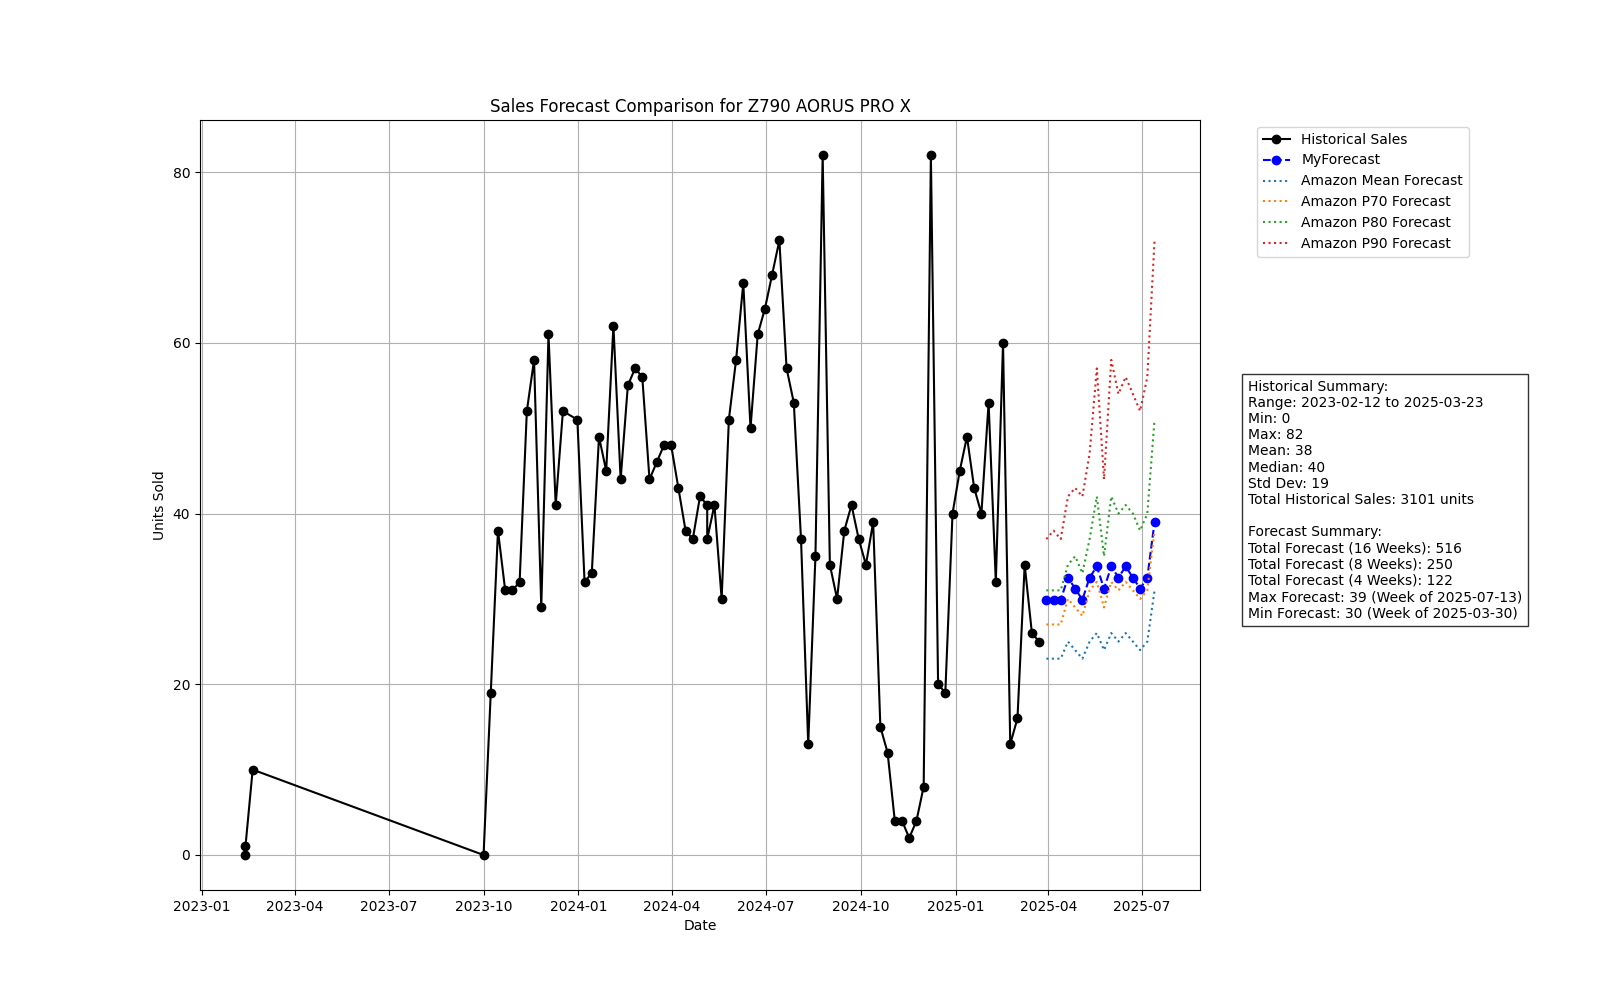 Sales Forecast Comparison for Z790 AORUS PRO X
Units Sold
80
60
40
20
0
2023-01
2023-04
2023-07
2023-10
2024-01
2024-04
2024-07
2024-10
2025-01
2025-04
2025-07
Date
Historical Sales
MyForecast
Amazon Mean Forecast
Amazon P70 Forecast
Amazon P80 Forecast
Amazon P90 Forecast
Historical Summary:
Range: 2023-02-12 to 2025-03-23
Min: 0
Max: 82
Mean: 38
Median: 40
Std Dev: 19
Total Historical Sales: 3101 units
Forecast Summary:
Total Forecast (16 Weeks): 516
Total Forecast (8 Weeks): 250
Total Forecast (4 Weeks): 122
Max Forecast: 39 (Week of 2025-07-13)
Min Forecast: 30 (Week of 2025-03-30)